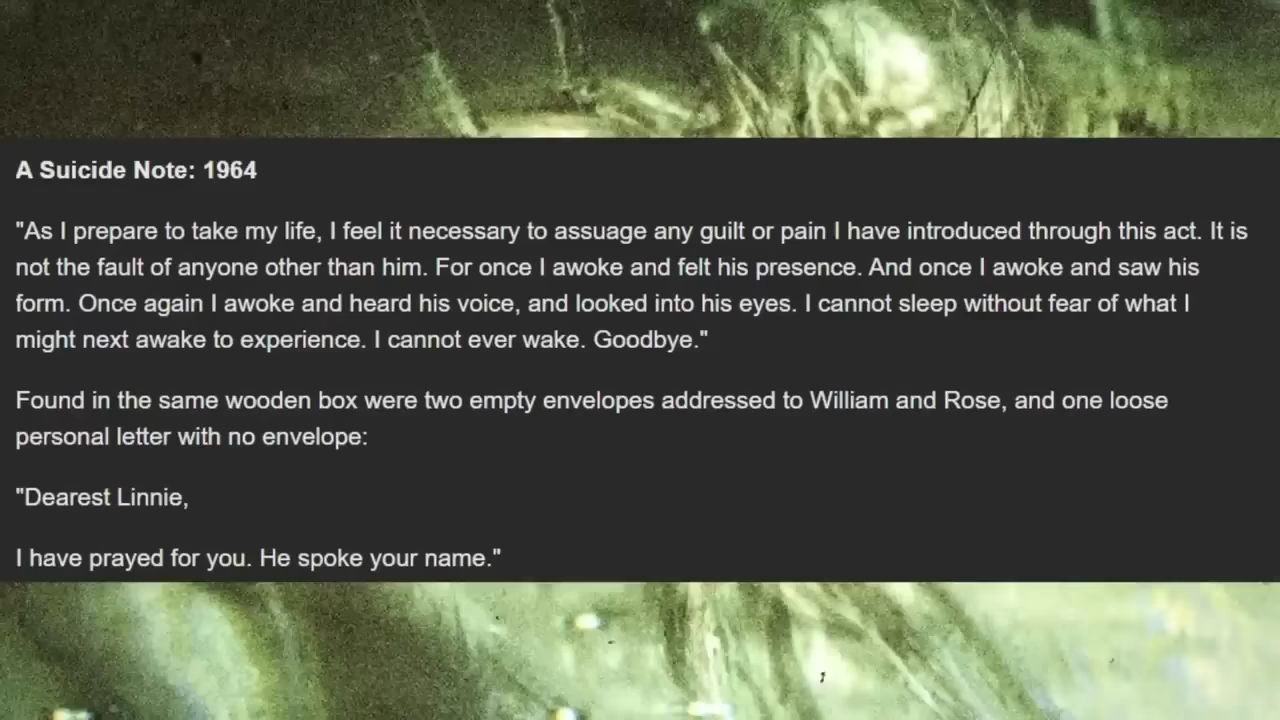 A Suicide Note: 1964
"As I prepare to take my life, I feel it necessary to assuage any guilt or pain I have introduced through this act. It is
not the fault of anyone other than him. For once I awoke and felt his presence. And once I awoke and saw his
form. Once again I awoke and heard his voice, and looked into his eyes. I cannot sleep without fear of what I
might next awake to experience. I cannot ever wake. Goodbye."
Found in the same wooden box were two empty envelopes addressed to William and Rose, and one loose
personal letter with no envelope:
"Dearest Linnie,
I have prayed for you. He spoke your name."